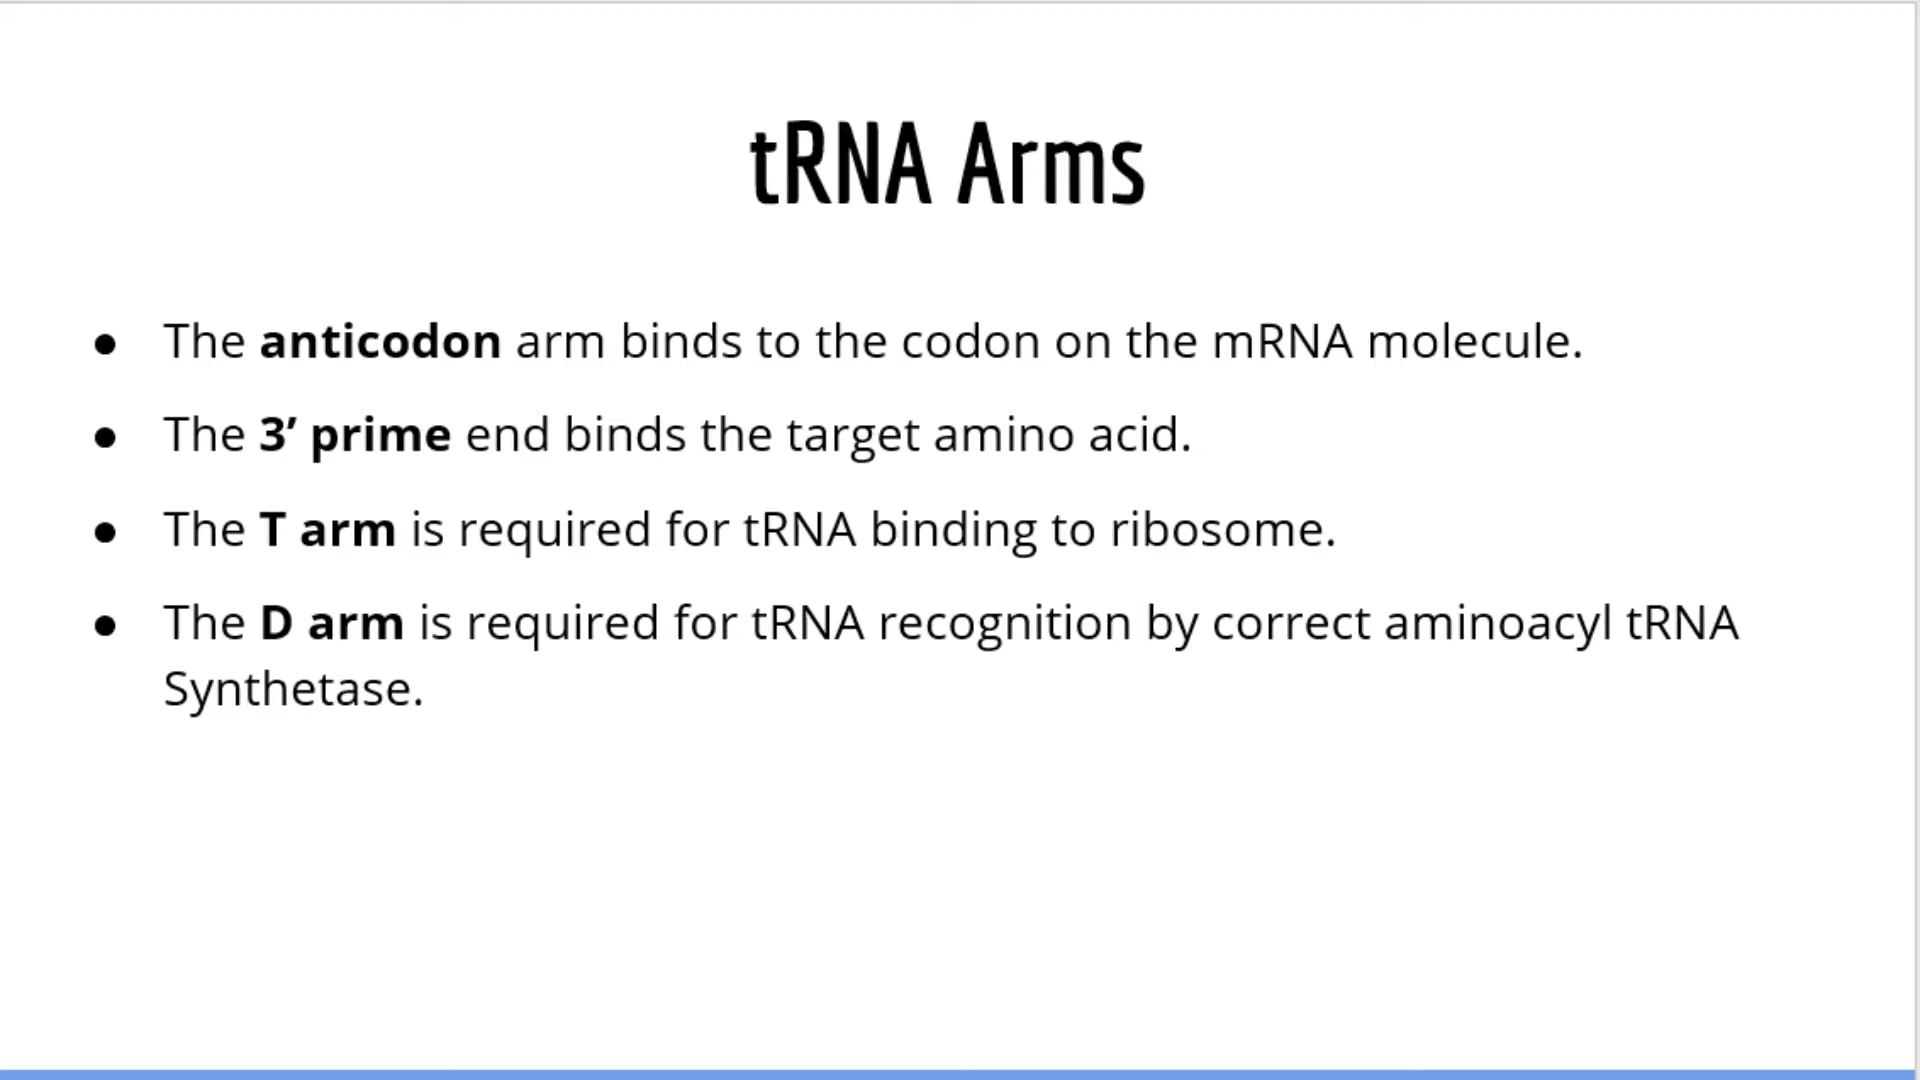 tRNA Arms
● The anticodon arm binds to the codon on the mRNA molecule.
● The 3’ prime end binds the target amino acid.
● The T arm is required for tRNA binding to ribosome.
● The D arm is required for tRNA recognition by correct aminoacyl tRNA
Synthetase.